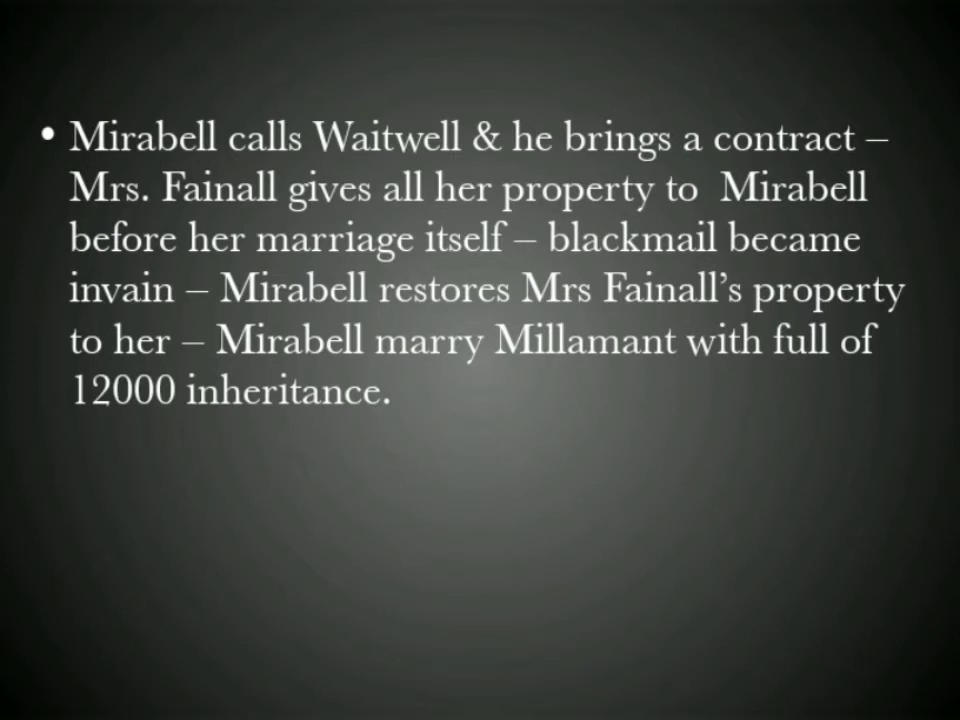 • Mirabell calls Waitwell & he brings a contract –
Mrs. Fainall gives all her property to  Mirabell
before her marriage itself – blackmail became
invain – Mirabell restores Mrs Fainall’s property
to her – Mirabell marry Millamant with full of
12000 inheritance.